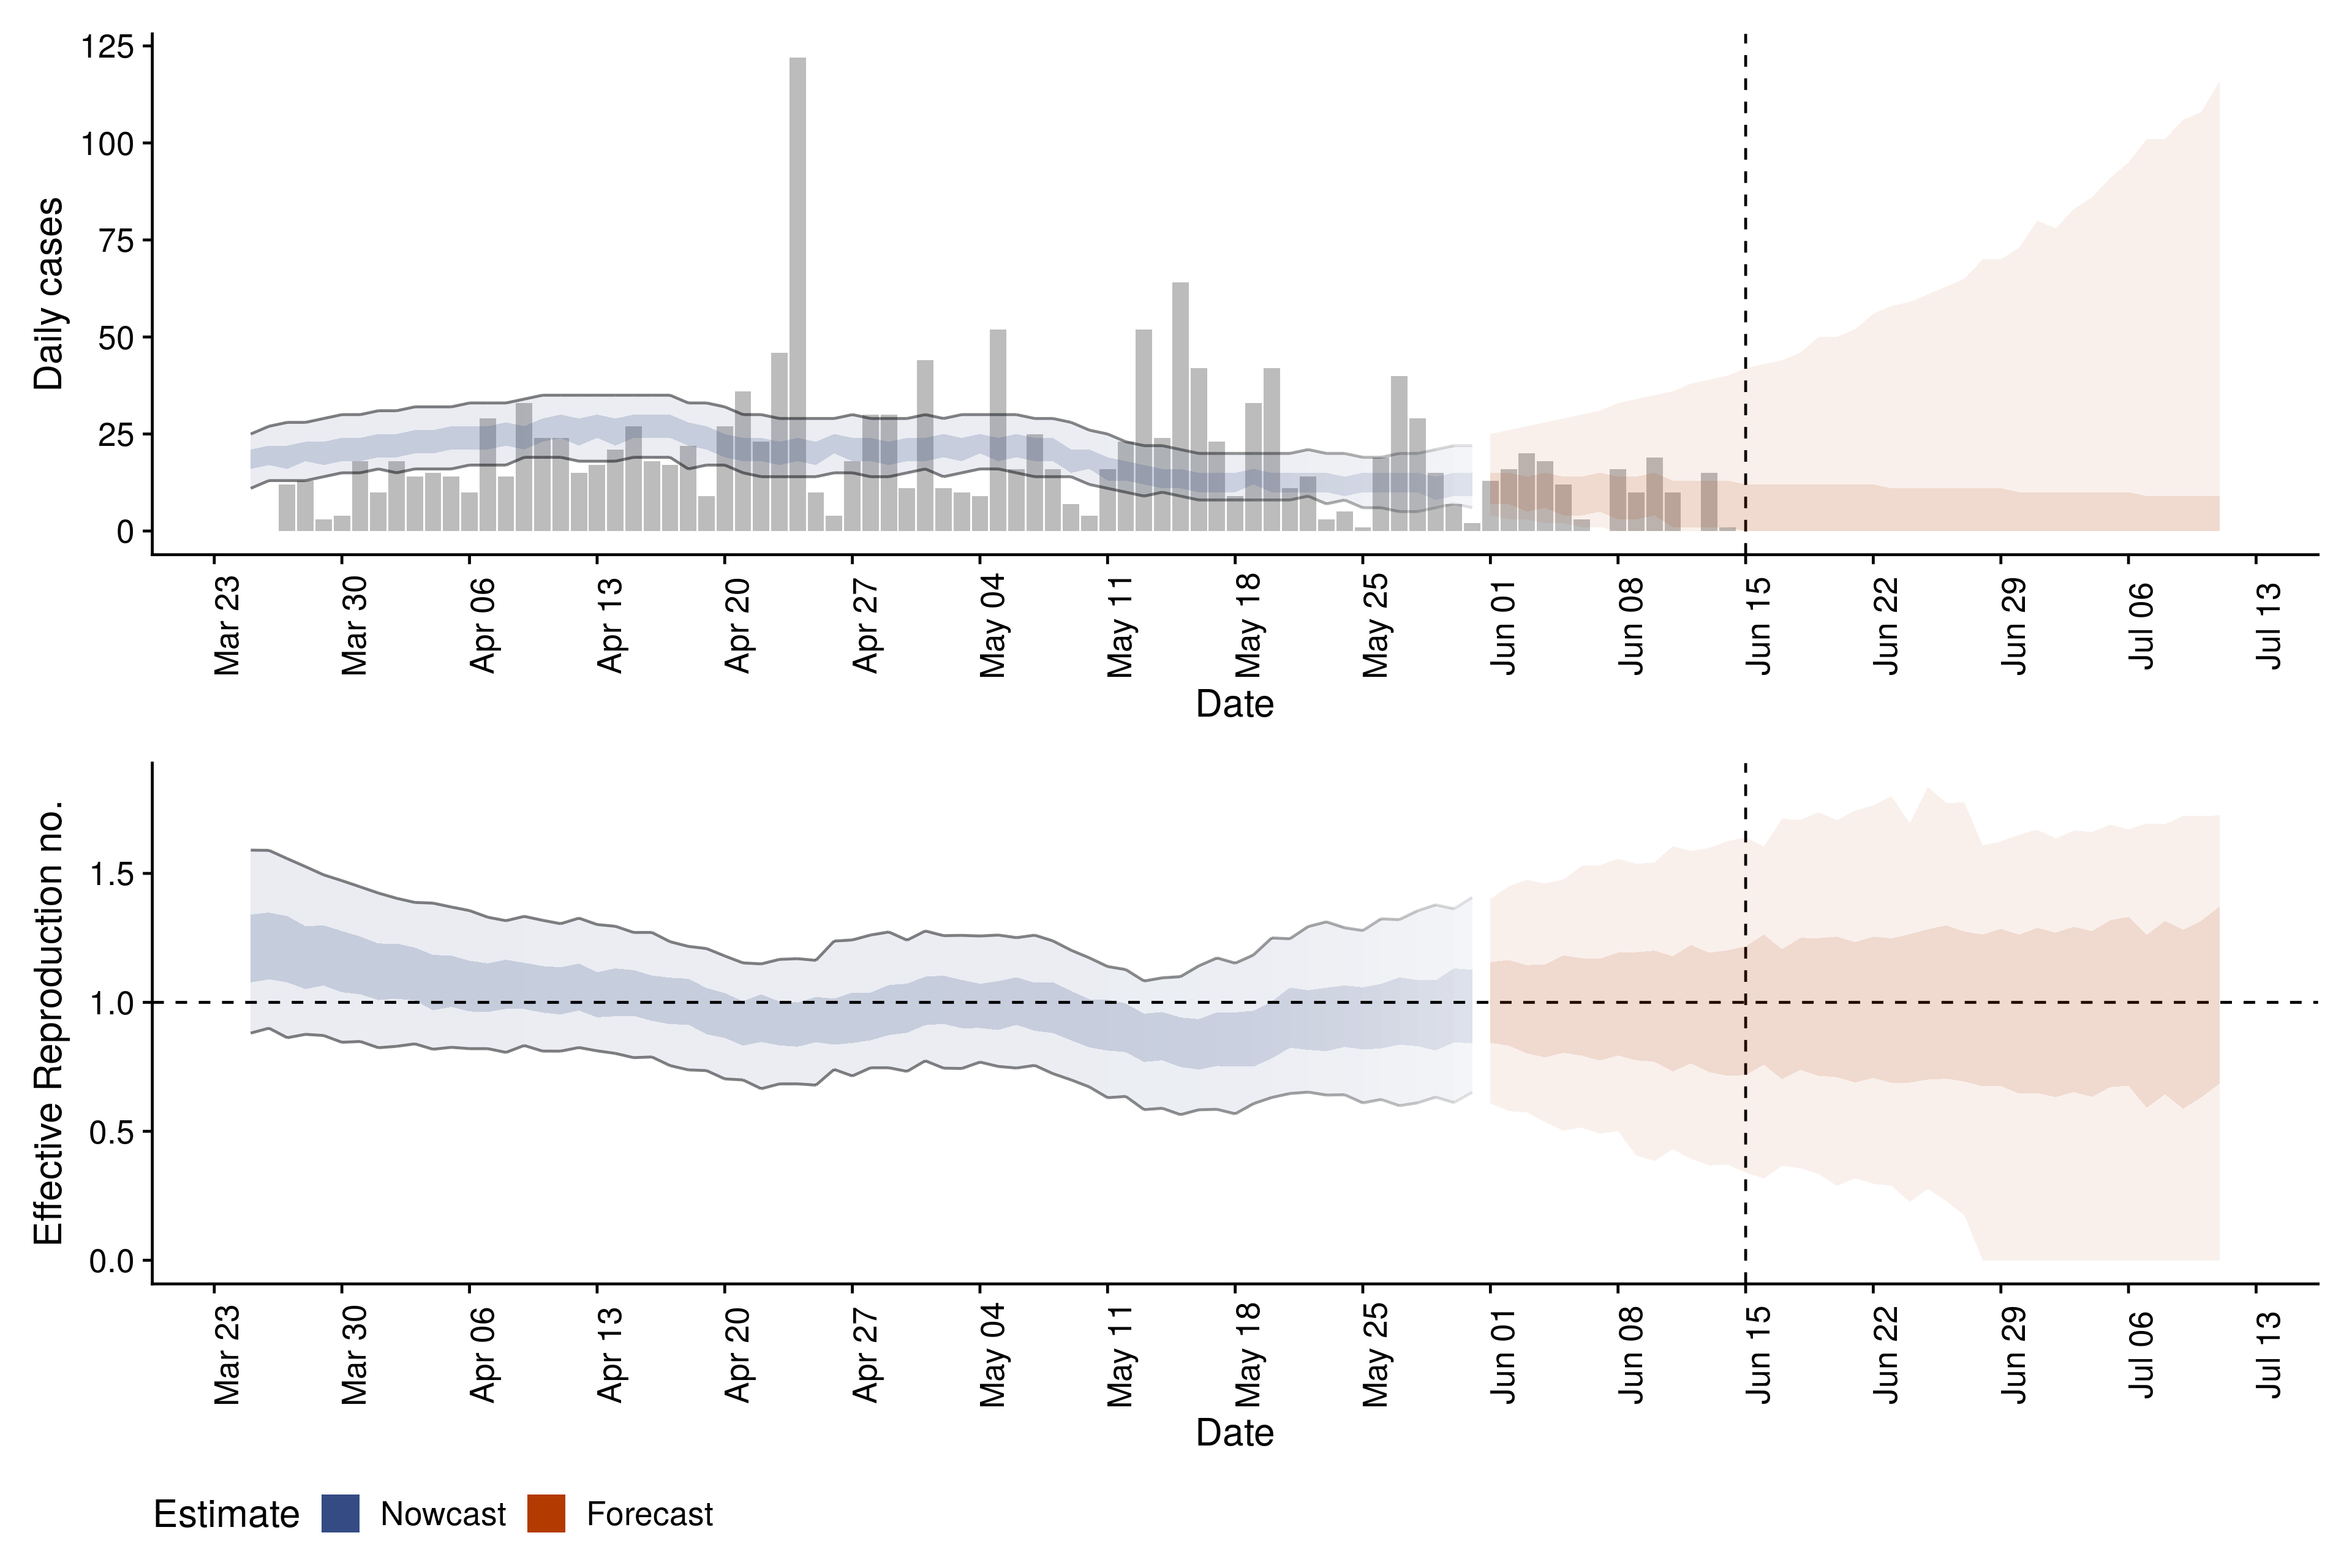 125
100
75
50
25
0
Daily cases
Mar 23 Mar 30 Apr 06 Apr 13 Apr 20 Apr 27 May 04 May 11 May 18 May 25 Jun 01 Jun 08 Jun 15 Jun 22 Jun 29 Jul 06 Jul 13
Date
1.5
1.0
0.5
0.0
Effective Reproduction no.
Mar 23 Mar 30 Apr 06 Apr 13 Apr 20 Apr 27 May 04 May 11 May 18 May 25 Jun 01 Jun 08 Jun 15 Jun 22 Jun 29 Jul 06 Jul 13
Date
Estimate Nowcast Forecast